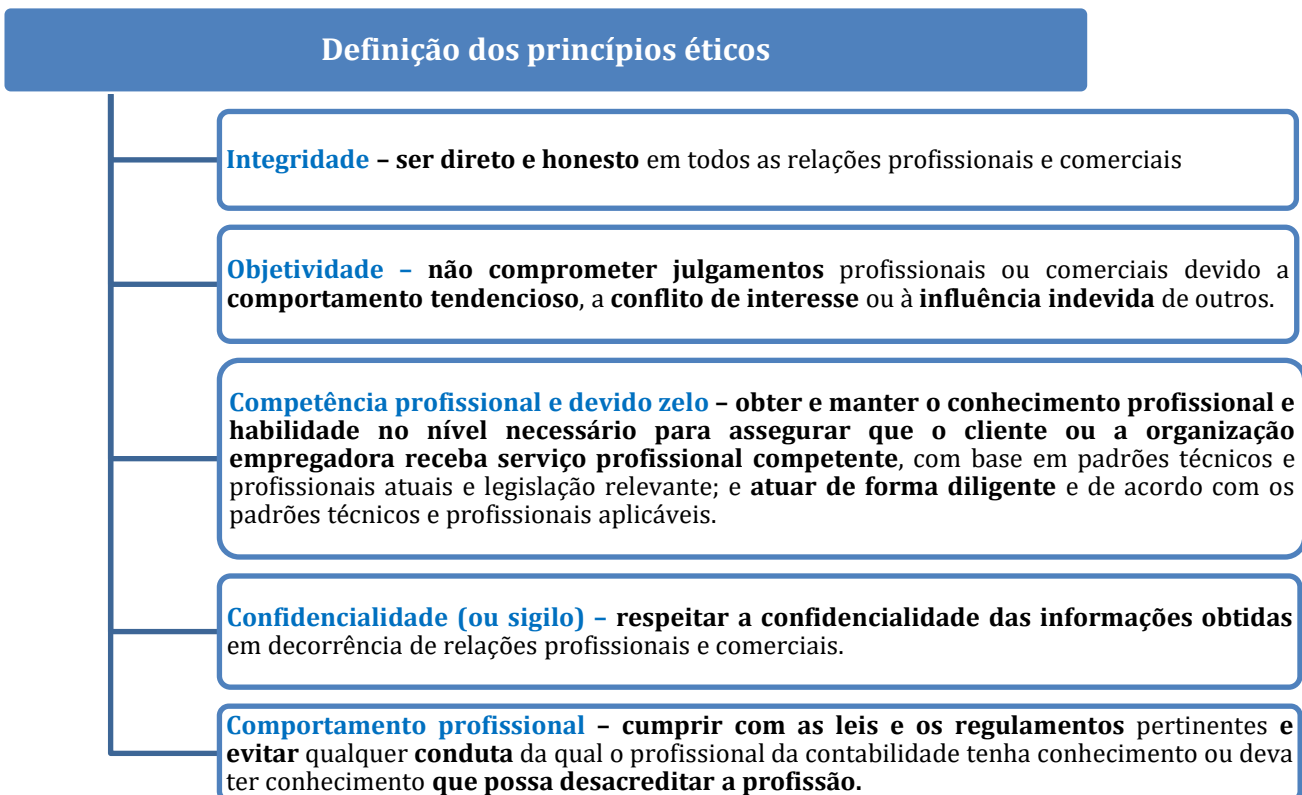 Definição dos princípios éticos
Integridade – ser direto e honesto em todos as relações profissionais e comerciais
Objetividade – não comprometer julgamentos profissionais ou comerciais devido a
comportamento tendencioso, a conflito de interesse ou à influência indevida de outros.
Competência profissional e devido zelo – obter e manter o conhecimento profissional e
habilidade no nível necessário para assegurar que o cliente ou a organização
empregadora receba serviço profissional competente, com base em padrões técnicos e
profissionais atuais e legislação relevante; e atuar de forma diligente e de acordo com os
padrões técnicos e profissionais aplicáveis.
Confidencialidade (ou sigilo) – respeitar a confidencialidade das informações obtidas
em decorrência de relações profissionais e comerciais.
Comportamento profissional – cumprir com as leis e os regulamentos pertinentes e
evitar qualquer conduta da qual o profissional da contabilidade tenha conhecimento ou deva
ter conhecimento que possa desacreditar a profissão.